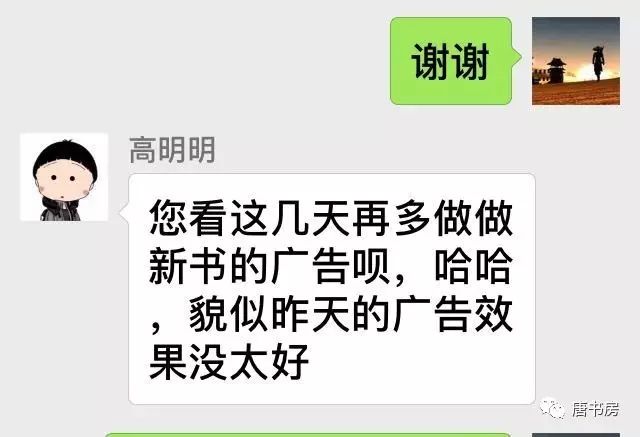 谢谢
高明明
您看这几天再多做做
新书的广告呗，哈哈
，貌似昨天的广告效
果没太好
唐书房